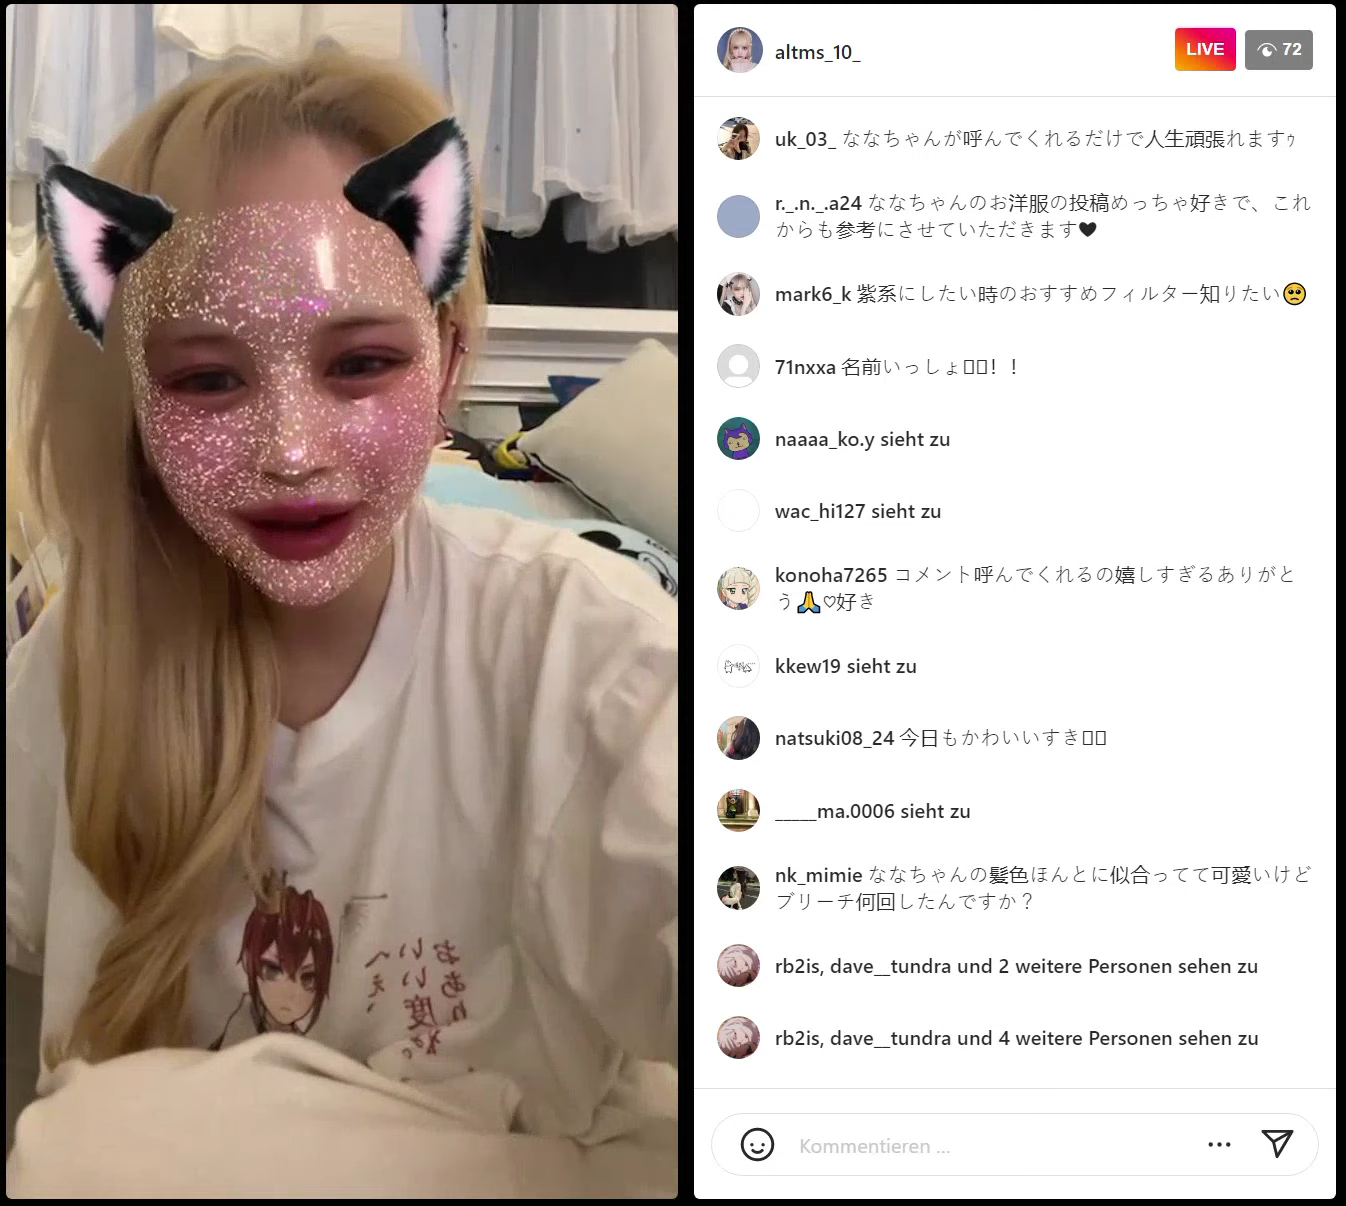 altms_10_
LIVE
72
uk_03_ ななちゃんが呼んでくれるだけで人生頑張れますｩ
r._.n._.a24 ななちゃんのお洋服の投稿めっちゃ好きで、これ
からも参考にさせていただきます🖤
mark6_k 紫系にしたい時のおすすめフィルター知りたい🥺
71nxxa 名前いっしょ！！
naaaa_ko.y sieht zu
wac_hi127 sieht zu
konoha7265 コメント呼んでくれるの嬉しすぎるありがと
う🙏♡好き
kkew19 sieht zu
natsuki08_24 今日もかわいいすき
_____ma.0006 sieht zu
nk_mimie ななちゃんの髪色ほんとに似合ってて可愛いけど
ブリーチ何回したんですか？
rb2is, dave__tundra und 2 weitere Personen sehen zu
rb2is, dave__tundra und 4 weitere Personen sehen zu
Kommentieren ...